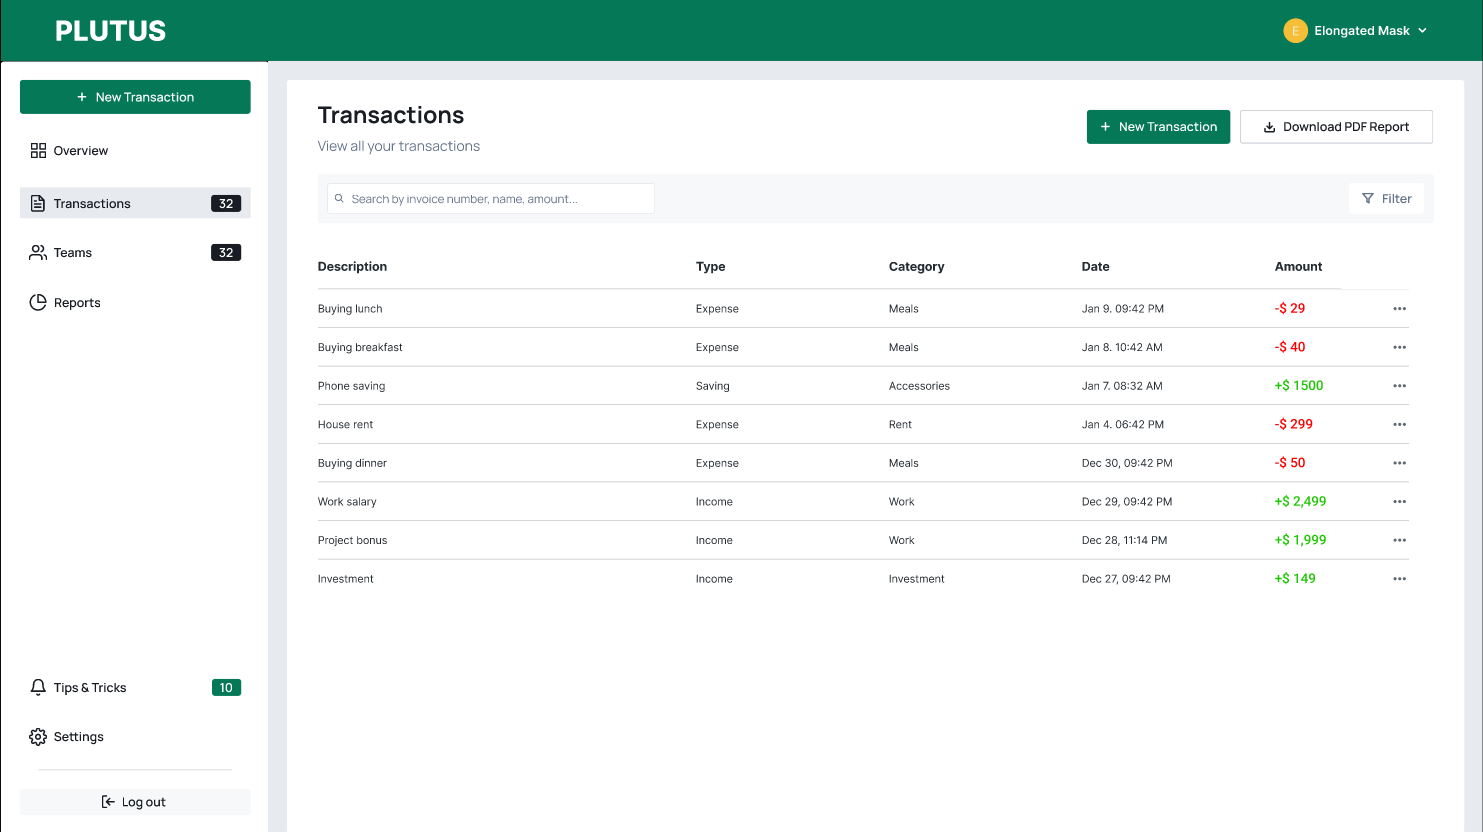 PLUTUS
E Elongated Mask
+ New Transaction
Overview
Transactions 32
Teams 32
Reports
Tips & Tricks 10
Settings
Log out
Transactions
View all your transactions
+ New Transaction
Download PDF Report
Search by invoice number, name, amount...
Filter
Description Type Category Date Amount
Buying lunch Expense Meals Jan 9. 09:42 PM -$ 29
Buying breakfast Expense Meals Jan 8. 10:42 AM -$ 40
Phone saving Saving Accessories Jan 7. 08:32 AM +$ 1500
House rent Expense Rent Jan 4. 06:42 PM -$ 299
Buying dinner Expense Meals Dec 30, 09:42 PM -$ 50
Work salary Income Work Dec 29, 09:42 PM +$ 2,499
Project bonus Income Work Dec 28, 11:14 PM +$ 1,999
Investment Income Investment Dec 27, 09:42 PM +$ 149